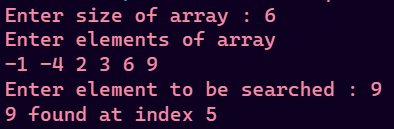 Enter size of array : 6
Enter elements of array
-1 -4 2 3 6 9
Enter element to be searched : 9
9 found at index 5